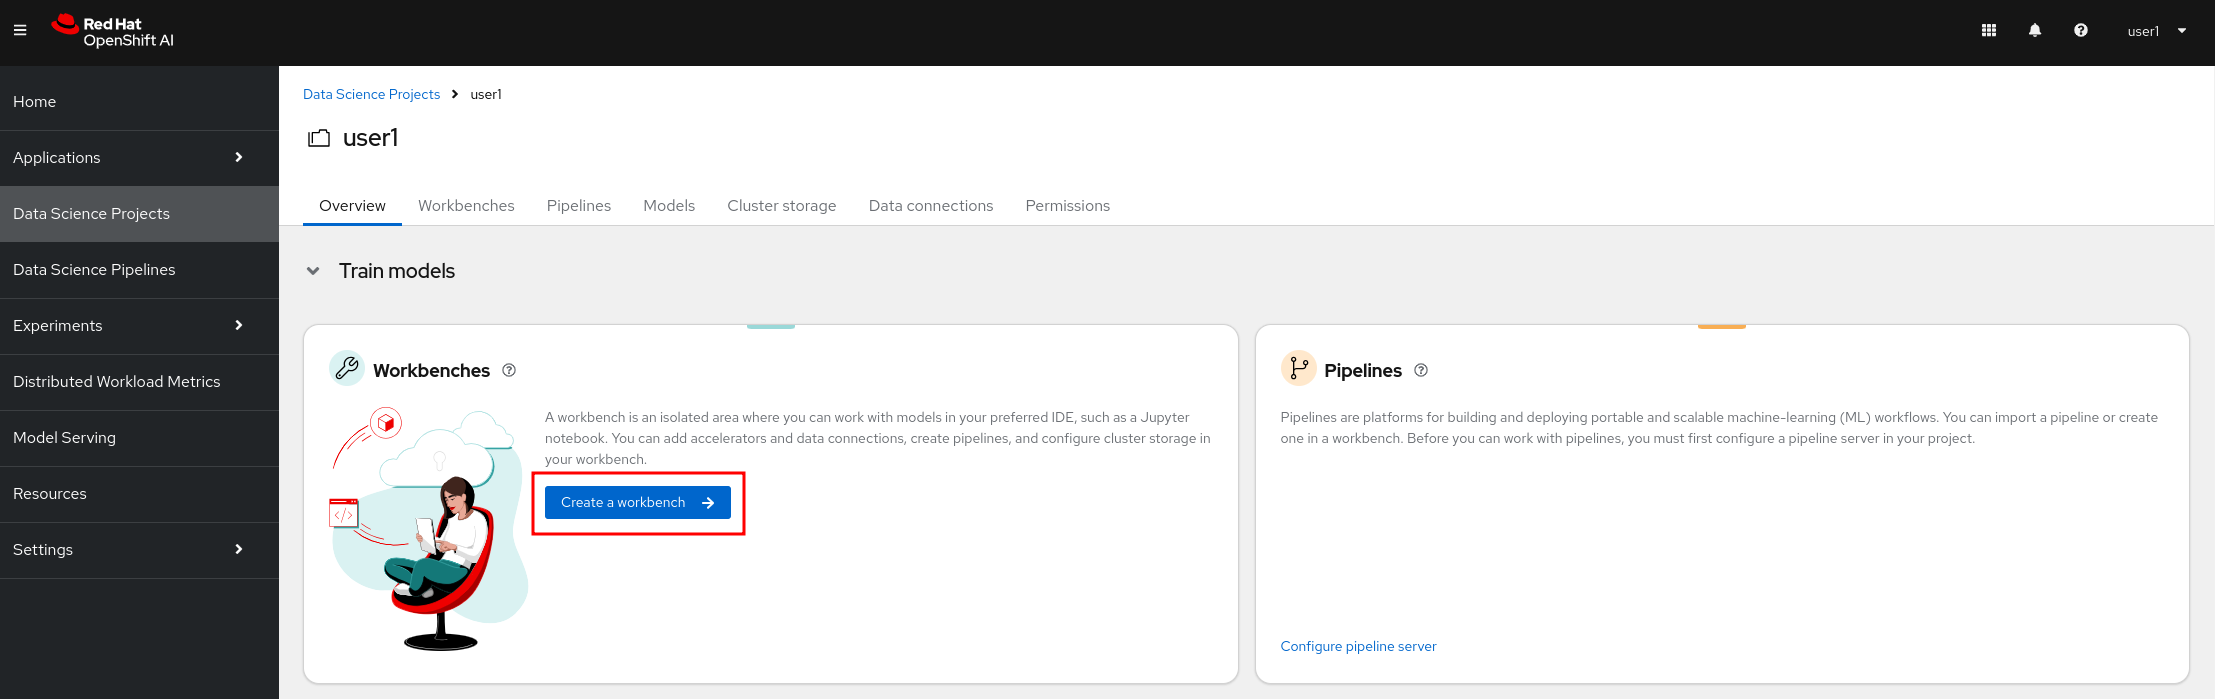 Red Hat
OpenShift AI
user1
Home
Applications
Data Science Projects
Data Science Pipelines
Experiments
Distributed Workload Metrics
Model Serving
Resources
Settings
Data Science Projects > user1
user1
Overview Workbenches Pipelines Models Cluster storage Data connections Permissions
Train models
Workbenches
A workbench is an isolated area where you can work with models in your preferred IDE, such as a Jupyter
notebook. You can add accelerators and data connections, create pipelines, and configure cluster storage in
your workbench.
Create a workbench
</>
Pipelines
Pipelines are platforms for building and deploying portable and scalable machine-learning (ML) workflows. You can import a pipeline or create
one in a workbench. Before you can work with pipelines, you must first configure a pipeline server in your project.
Configure pipeline server